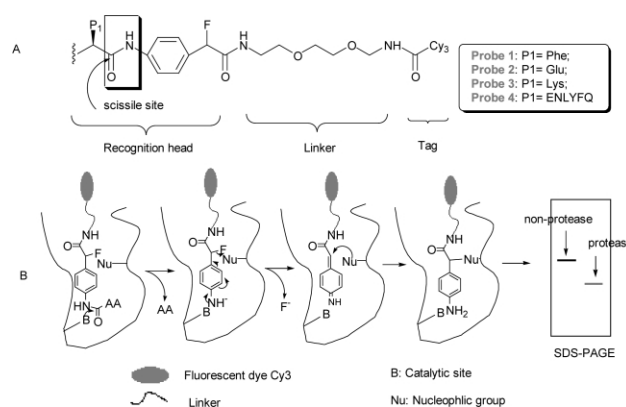 A
P1
NH
O
F
H
N
O
O
NH
O
Cy3
scissile site
Recognition head
Linker
Tag
Probe 1: P1= Phe;
Probe 2: Glu;
Probe 3: P1= Lys;
Probe 4: P1= ENLYFQ
B
NH
O
F
Nu
HN
AA
O
B
AA
NH
O
F
Nu
NH-
B
F-
NH
O
Nu
NH
B
NH
O
Nu
B
NH2
non-protease
proteas
SDS-PAGE
Fluorescent dye Cy3
Linker
B: Catalytic site
Nu: Nucleophlic group